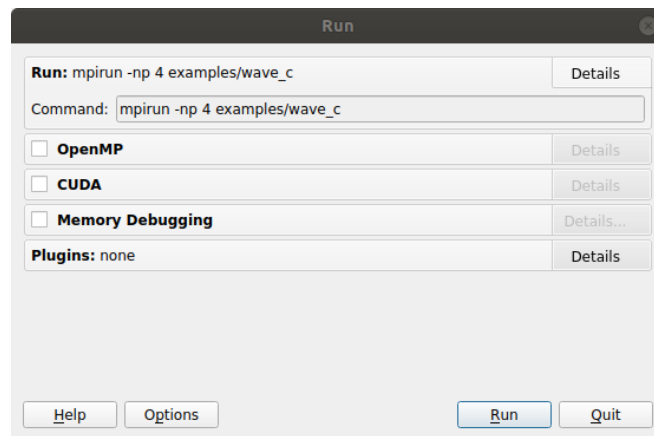 Run
Run: mpirun -np 4 examples/wave_c Details
Command: mpirun -np 4 examples/wave_c
OpenMP Details
CUDA Details
Memory Debugging Details...
Plugins: none Details
Help Options Run Quit